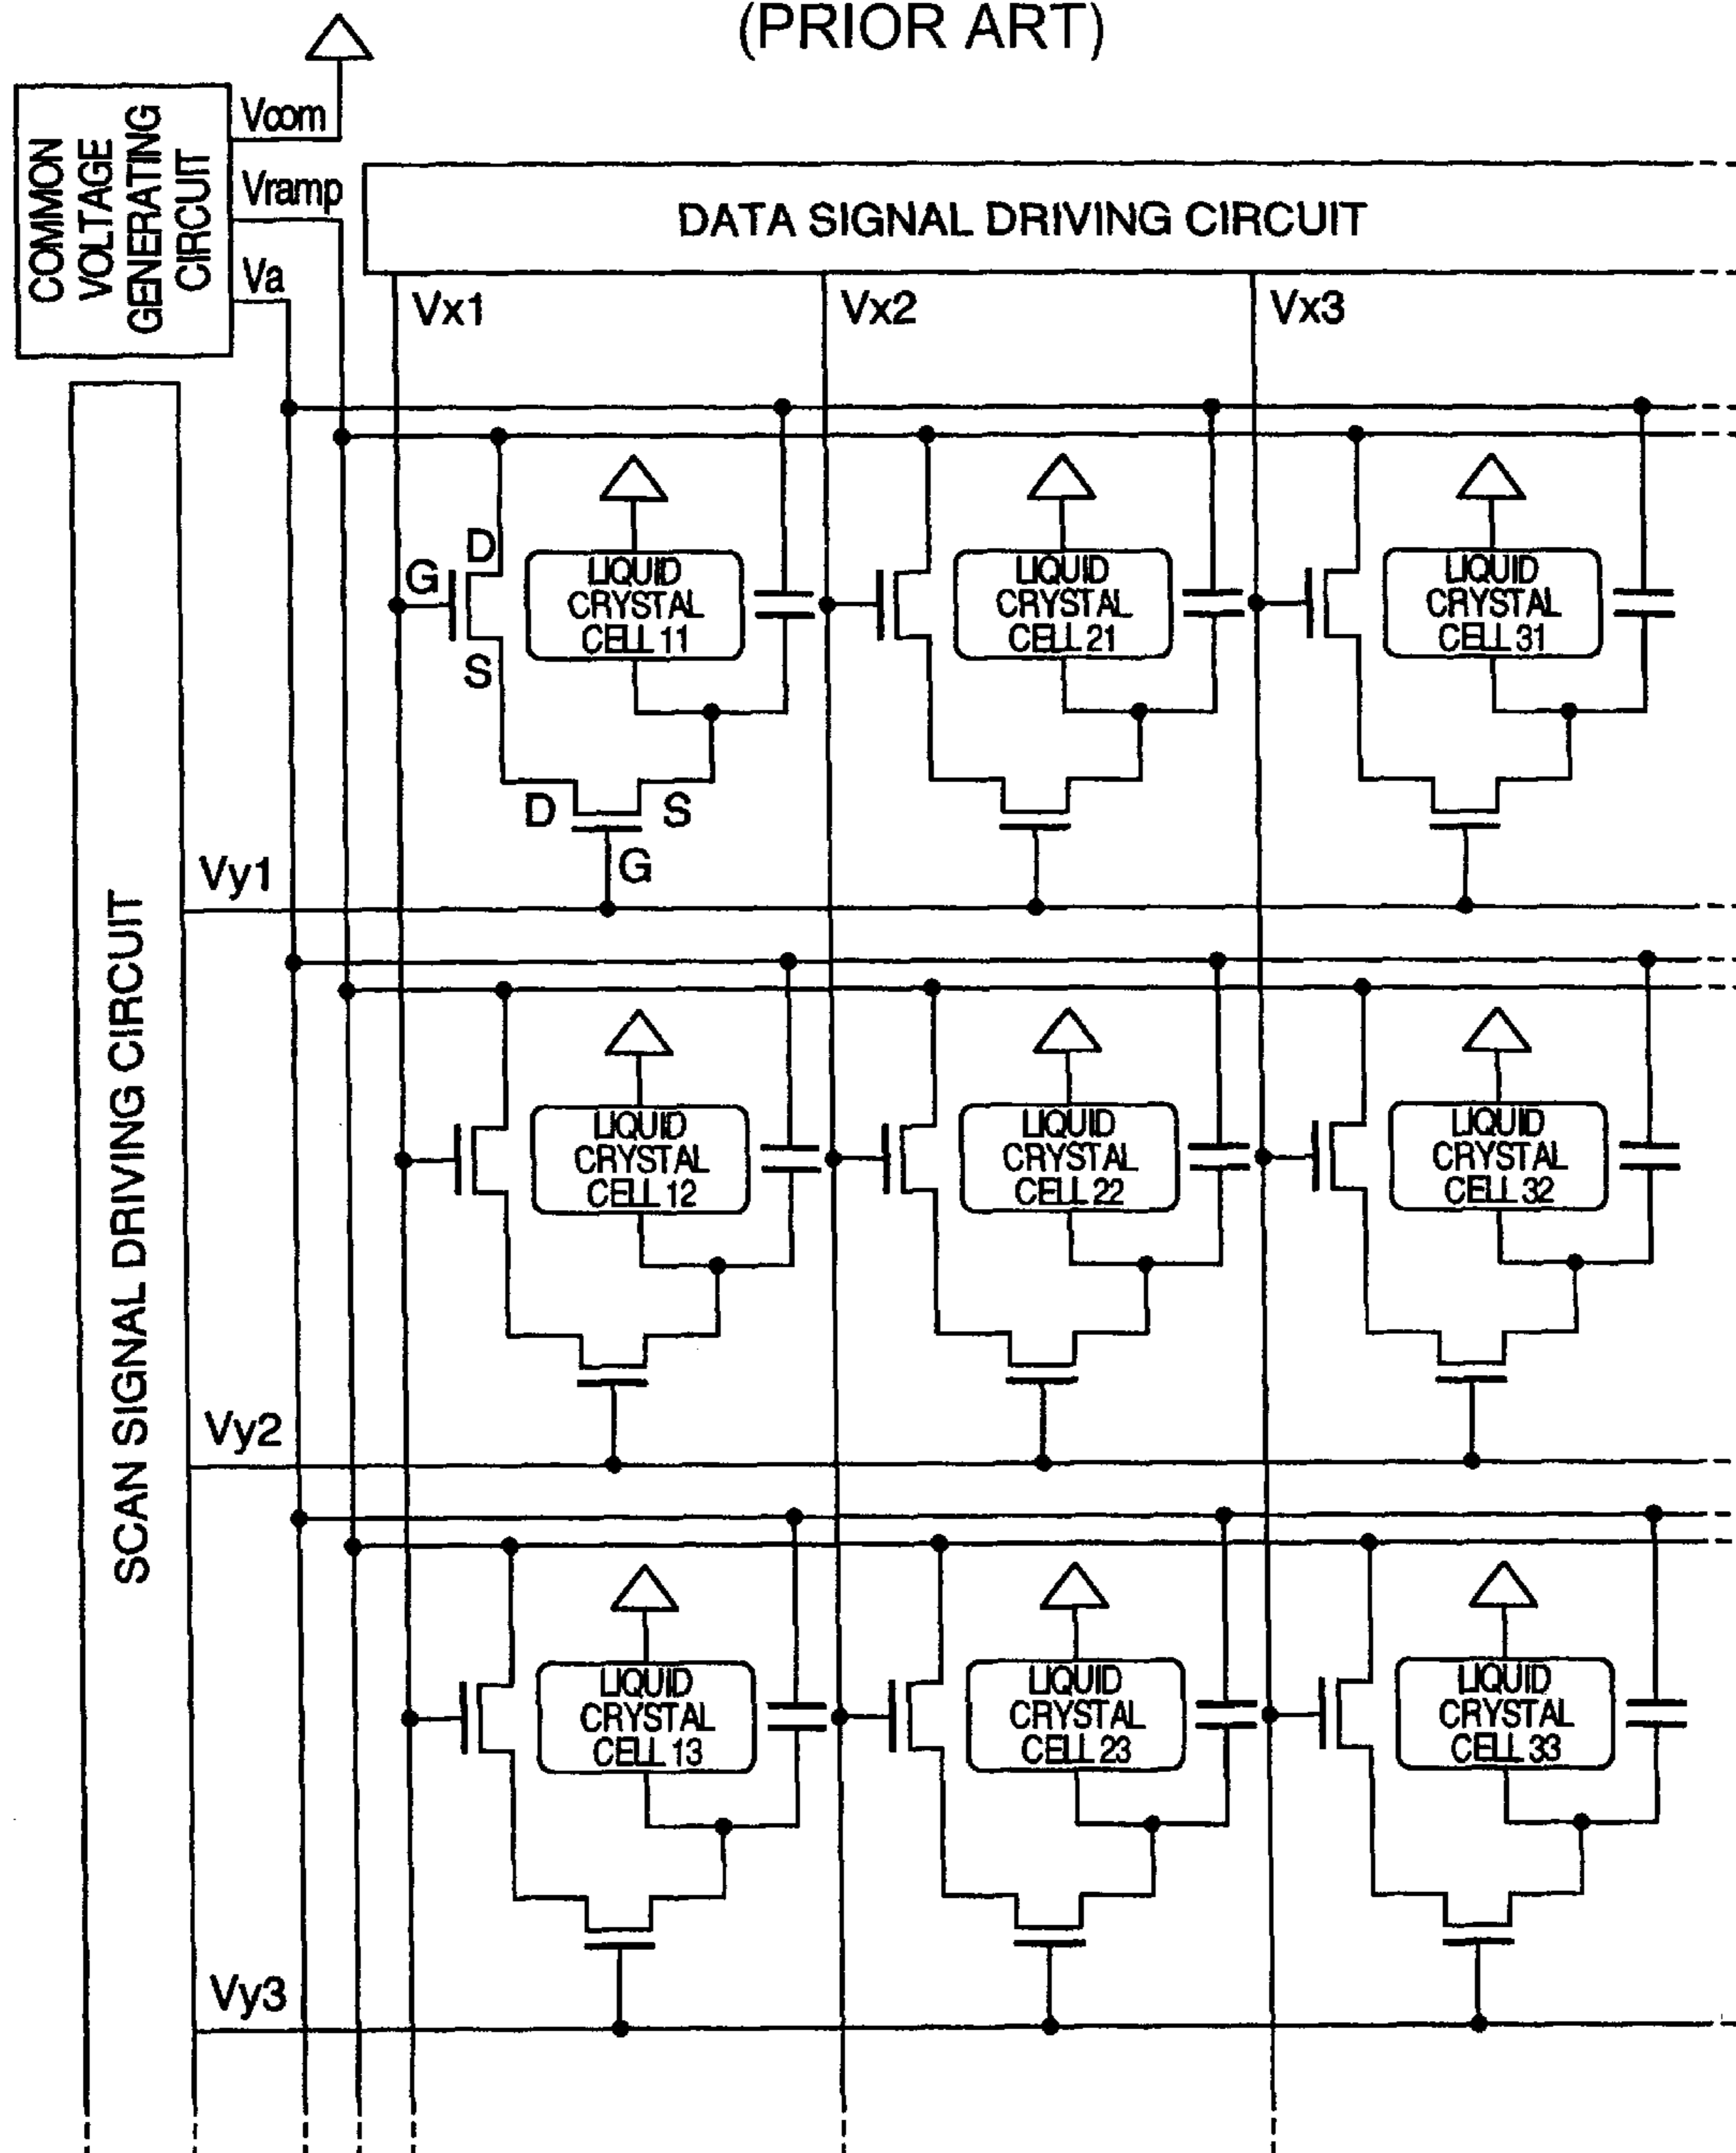 (PRIOR ART)
COMMON
VOLTAGE
GENERATING
CIRCUIT
Vcom
Vramp
Va
DATA SIGNAL DRIVING CIRCUIT
Vx1
Vx2
Vx3
SCAN SIGNAL DRIVING CIRCUIT
D
G
S
LIQUID
CRYSTAL
CELL 11
LIQUID
CRYSTAL
CELL 21
LIQUID
CRYSTAL
CELL 31
D
S
G
Vy1
LIQUID
CRYSTAL
CELL 12
LIQUID
CRYSTAL
CELL 22
LIQUID
CRYSTAL
CELL 32
Vy2
LIQUID
CRYSTAL
CELL 13
LIQUID
CRYSTAL
CELL 23
LIQUID
CRYSTAL
CELL 33
Vy3